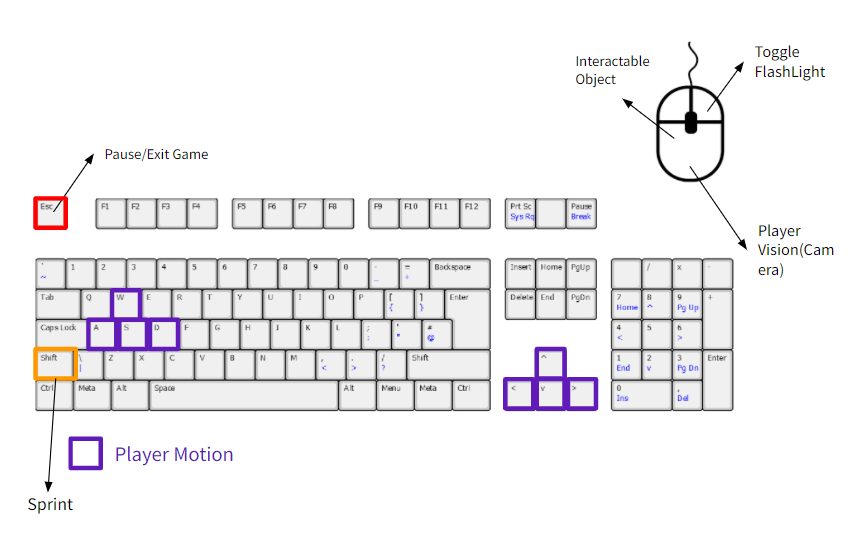 Toggle
FlashLight
Interactable
Object
Pause/Exit Game
Esc F1 F2 F3 F4 F5 F6 F7 F8 F9 F10 F11 F12 Prt Sc Pause
Sys Rq Break
Player
Vision(Cam
era)
` 1 2 3 4 5 6 7 8 9 0 - = Backspace Insert Home PgUp / x -
~ _ +
Tab Q W E R T Y U I O P [ ] Enter Delete End PgDn 7 8 9 +
{ } Home ^ Pg Up
Caps Lock A S D F G H J K L ; ' # 4 5 6
: " @ < >
Shift \ Z X C V B N M , . / Shift ^ 1 2 3 Enter
| < > ? End v Pg Dn
Ctrl Meta Alt Space Alt Menu Meta Ctrl < v > 0 .
Ins Del
Player Motion
Sprint